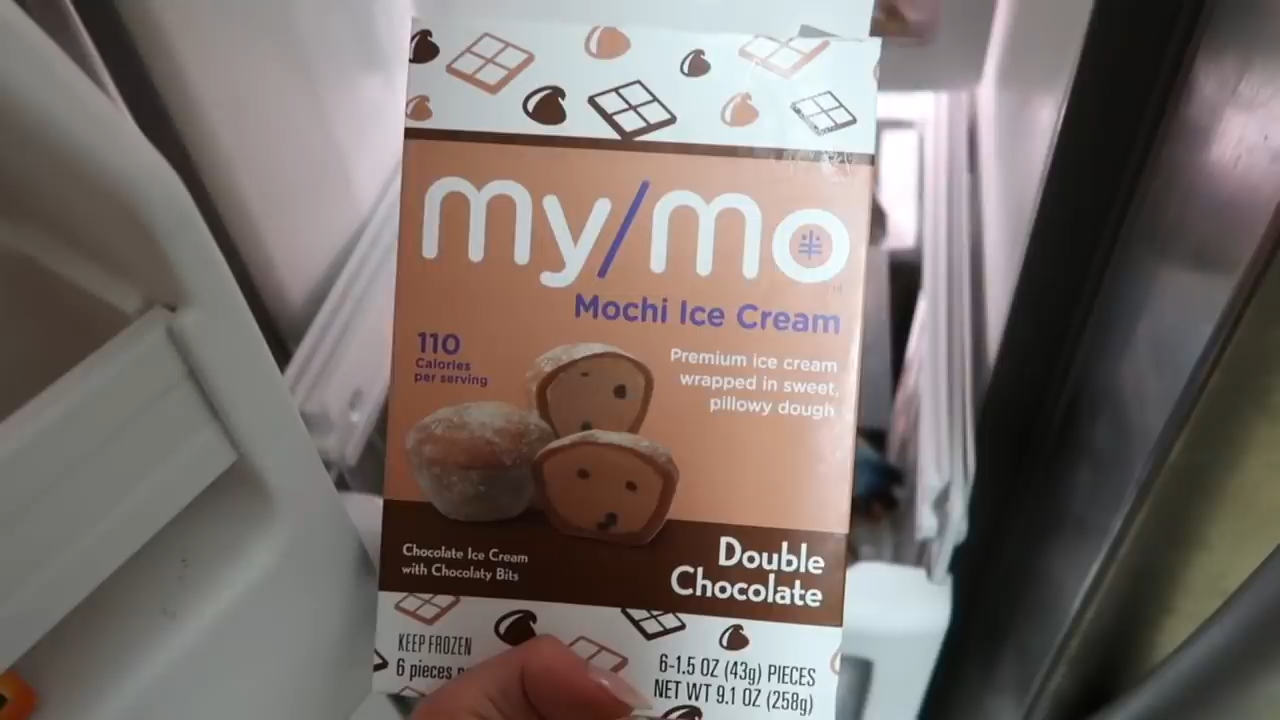 my/mo
Mochi Ice Cream
110
Calories
per serving
Premium ice cream
wrapped in sweet,
pillowy dough
Chocolate Ice Cream
with Chocolaty Bits
Double
Chocolate
KEEP FROZEN
6 pieces
6-1.5 OZ (43g) PIECES
NET WT 9.1 OZ (258g)